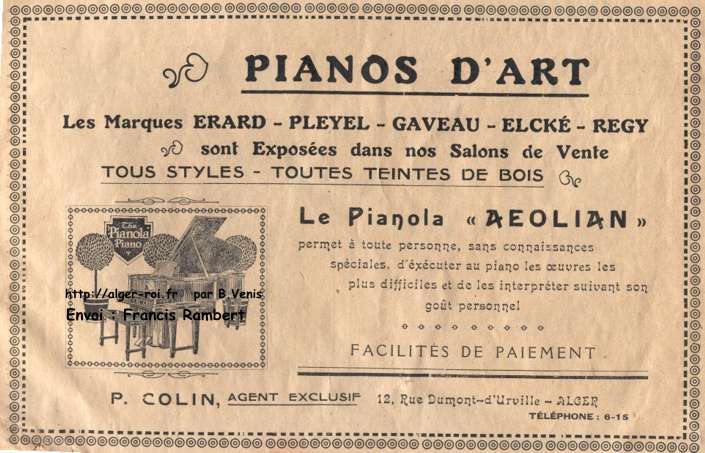 PIANOS D'ART
Les Marques ERARD - PLEYEL - GAVEAU - ELCKÉ - REGY
sont Exposées dans nos Salons de Vente
TOUS STYLES - TOUTES TEINTES DE BOIS
The
Pianola
Piano
http://alger-roi.fr par B.Venis
Envoi : Francis Rambert
Le Pianola « AEOLIAN »
permet à toute personne, sans connaissances
spéciales, d'éxécuter au piano les œuvres les
plus difficiles et de les interpréter suivant son
goût personnel
FACILITÉS DE PAIEMENT
P. COLIN, AGENT EXCLUSIF 12, Rue Dumont-d'Urville - ALGER
TÉLÉPHONE : 6-15